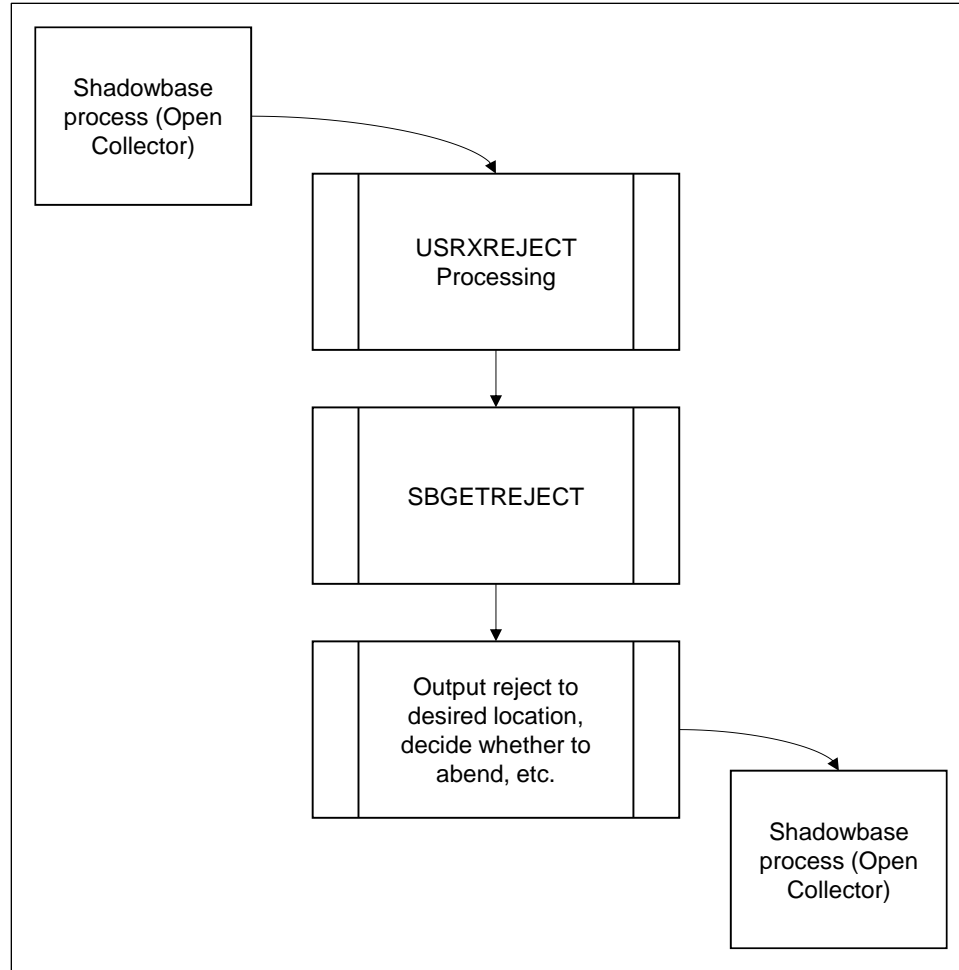 Shadowbase
process (Open
Collector)
USRXREJECT
Processing
SBGETREJECT
Output reject to
desired location,
decide whether to
abend, etc.
Shadowbase
process (Open
Collector)